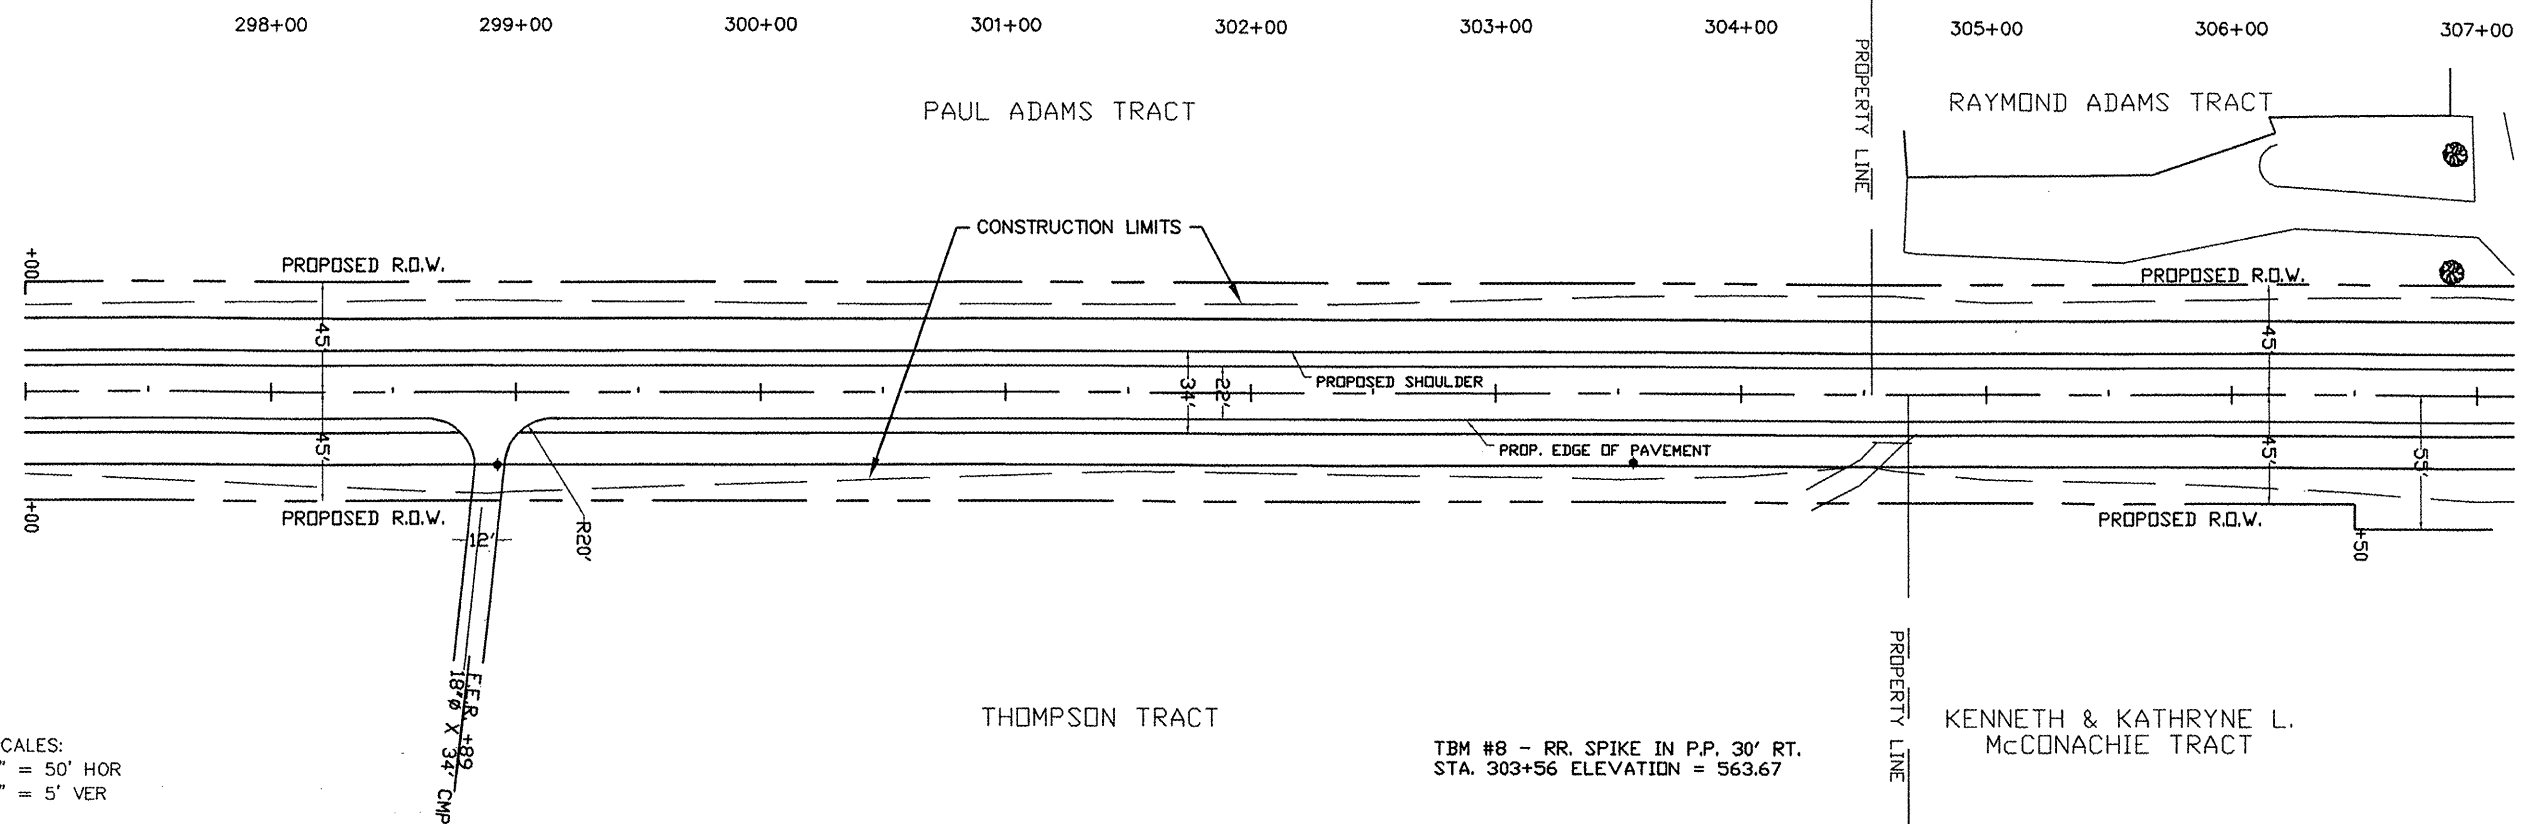 298+00 299+00 300+00 301+00 302+00 303+00 304+00 305+00 306+00 307+00
PROPERTY LINE
PAUL ADAMS TRACT
RAYMOND ADAMS TRACT
CONSTRUCTION LIMITS
+00
PROPOSED R.O.W.
PROPOSED R.O.W.
45'
45'
34'
22'
PROPOSED SHOULDER
45'
45'
PROP. EDGE OF PAVEMENT
55'
+00
PROPOSED R.O.W.
12'
R20'
PROPOSED R.O.W.
+50
F.E.R. +89
18"ø X 34' CMP
THOMPSON TRACT
PROPERTY LINE
KENNETH & KATHRYNE L.
McCONACHIE TRACT
TBM #8 - RR. SPIKE IN P.P. 30' RT.
STA. 303+56 ELEVATION = 563.67
CALES:
" = 50' HOR
" = 5' VER